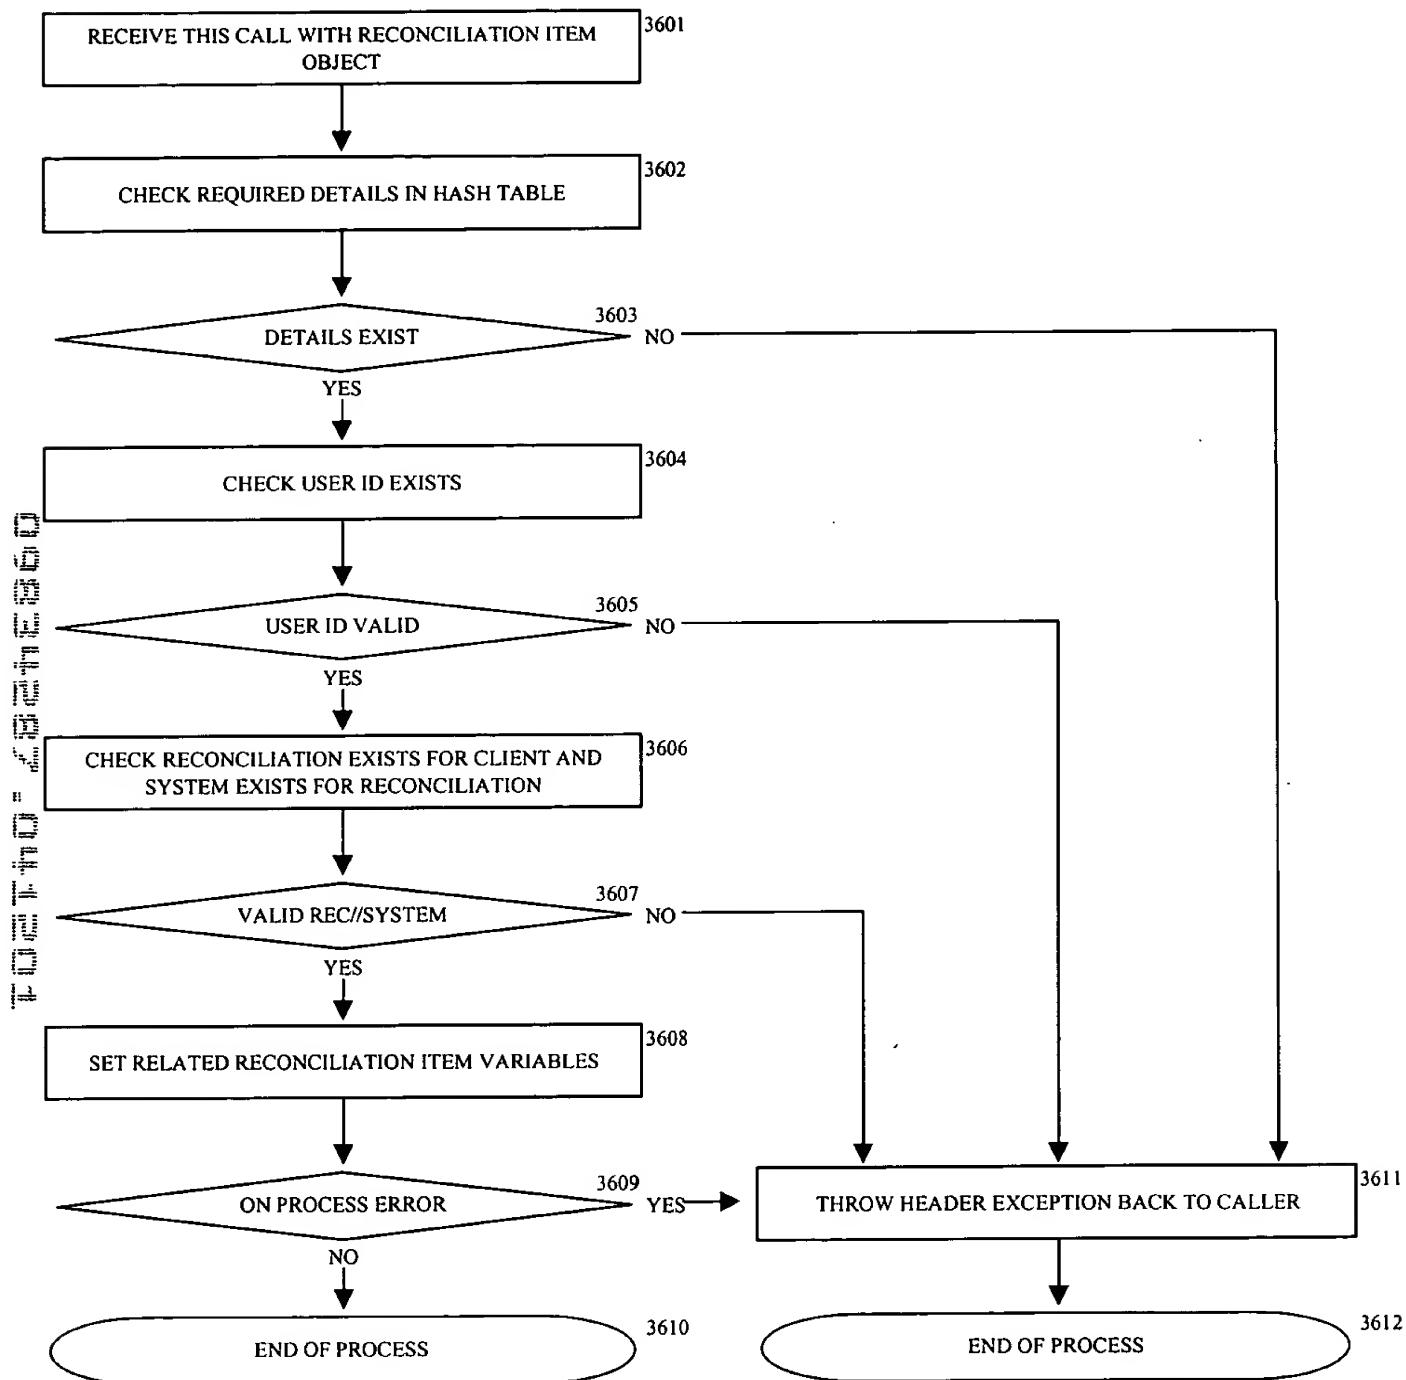 RECEIVE THIS CALL WITH RECONCILIATION ITEM
OBJECT
3601
CHECK REQUIRED DETAILS IN HASH TABLE
3602
DETAILS EXIST
3603
NO
YES
CHECK USER ID EXISTS
3604
USER ID VALID
3605
NO
YES
CHECK RECONCILIATION EXISTS FOR CLIENT AND
SYSTEM EXISTS FOR RECONCILIATION
3606
VALID REC//SYSTEM
3607
NO
YES
SET RELATED RECONCILIATION ITEM VARIABLES
3608
ON PROCESS ERROR
3609
YES
NO
THROW HEADER EXCEPTION BACK TO CALLER
3611
END OF PROCESS
3610
END OF PROCESS
3612
09834287.041201